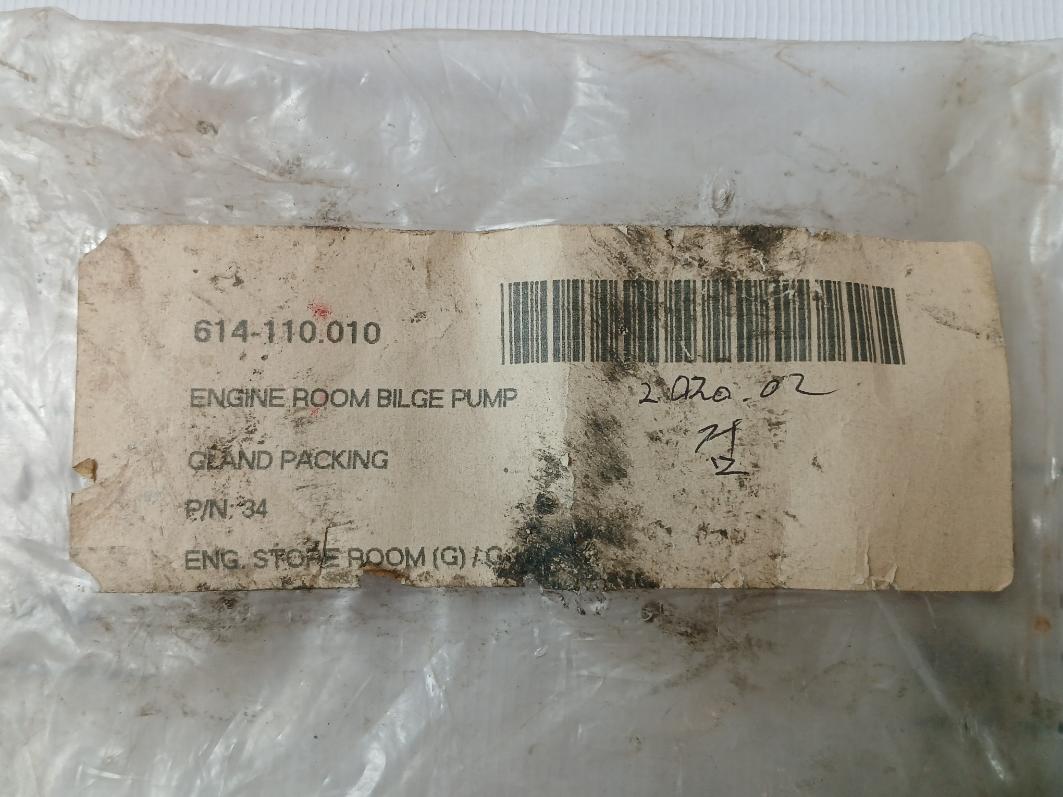 614-110.010
ENGINE ROOM BILGE PUMP
GLAND PACKING
P/N: 34
ENG. STORE ROOM (G) / G
2020.02
검